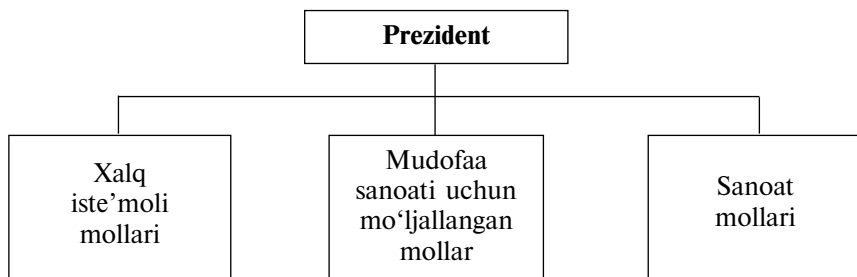 Prezident
Xalq
iste’moli
mollari
Mudofaa
sanoati uchun
mo‘ljallangan
mollar
Sanoat
mollari